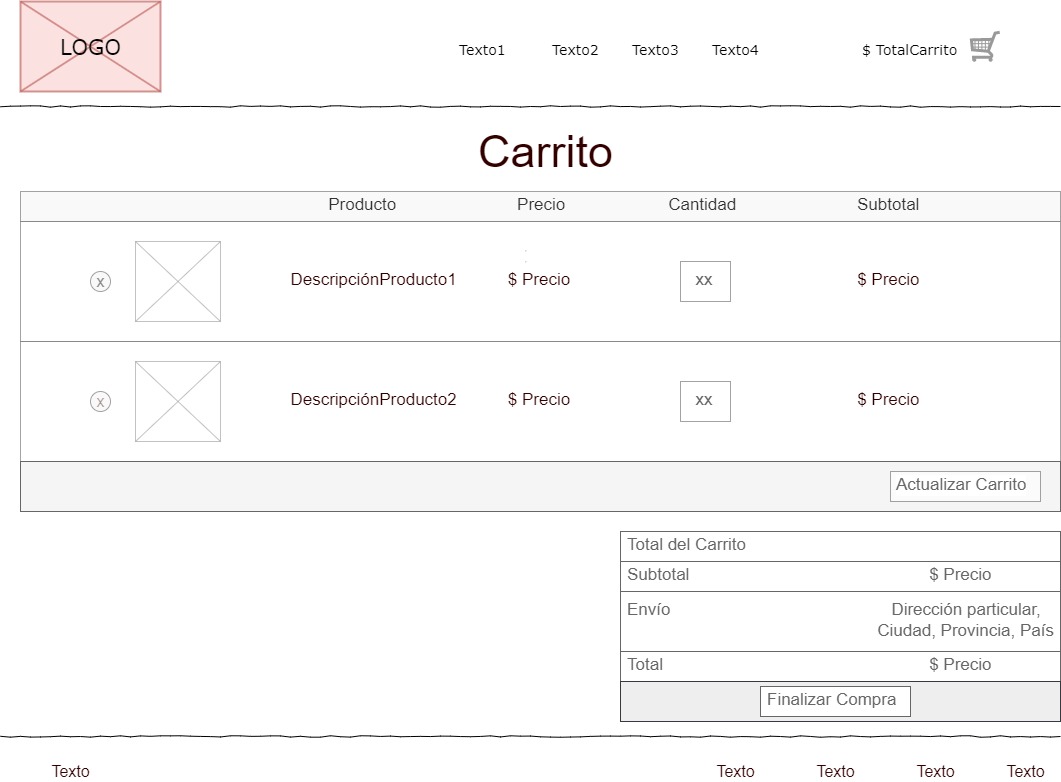 LOGO
Texto1 Texto2 Texto3 Texto4 $ TotalCarrito
Carrito
Producto Precio Cantidad Subtotal
x DescripciónProducto1 $ Precio xx $ Precio
x DescripciónProducto2 $ Precio xx $ Precio
Actualizar Carrito
Total del Carrito
Subtotal $ Precio
Envío Dirección particular,
Ciudad, Provincia, País
Total $ Precio
Finalizar Compra
Texto Texto Texto Texto Texto